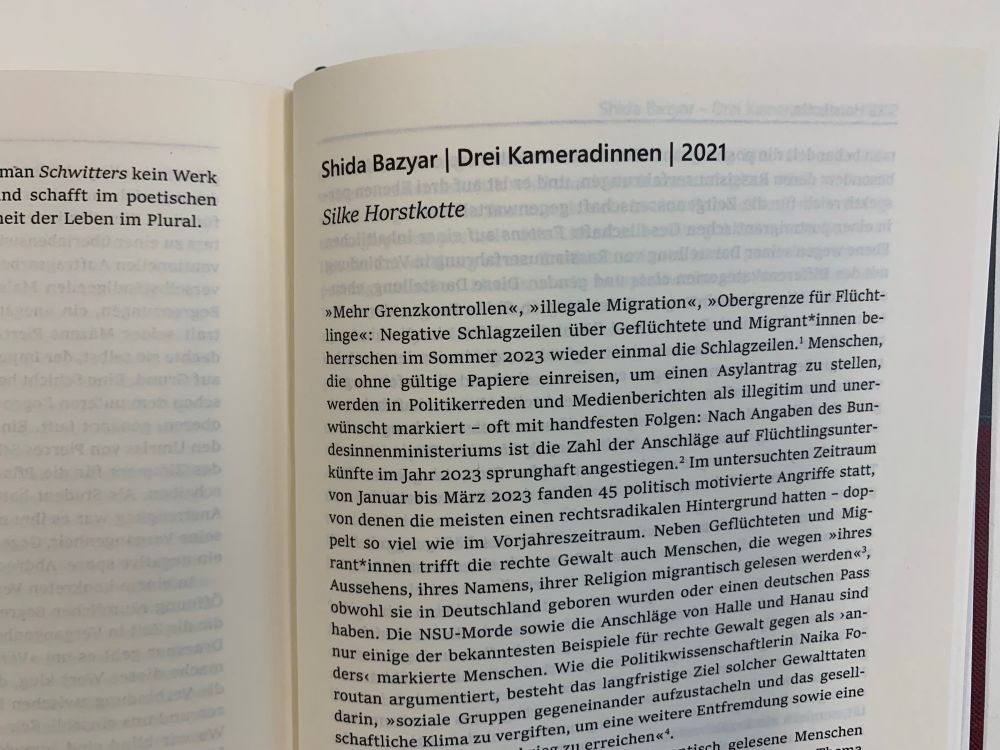 man Schwitters kein Werk
nd schafft im poetischen
heit der Leben im Plural.
Shida Bazyar | Drei Kameradinnen | 2021
Silke Horstkotte
»Mehr Grenzkontrollen«, »illegale Migration«, »Obergrenze für Flücht-
linge«: Negative Schlagzeilen über Geflüchtete und Migrant*innen be-
herrschen im Sommer 2023 wieder einmal die Schlagzeilen.¹ Menschen,
die ohne gültige Papiere einreisen, um einen Asylantrag zu stellen,
werden in Politikerreden und Medienberichten als illegitim und uner-
wünscht markiert – oft mit handfesten Folgen: Nach Angaben des Bun-
desinnenministeriums ist die Zahl der Anschläge auf Flüchtlingsunter-
künfte im Jahr 2023 sprunghaft angestiegen.² Im untersuchten Zeitraum
von Januar bis März 2023 fanden 45 politisch motivierte Angriffe statt,
von denen die meisten einen rechtsradikalen Hintergrund hatten – dop-
pelt so viel wie im Vorjahreszeitraum. Neben Geflüchteten und Mig-
rant*innen trifft die rechte Gewalt auch Menschen, die wegen »ihres
Aussehens, ihres Namens, ihrer Religion migrantisch gelesen werden«³,
obwohl sie in Deutschland geboren wurden oder einen deutschen Pass
haben. Die NSU-Morde sowie die Anschläge von Halle und Hanau sind
nur einige der bekanntesten Beispiele für rechte Gewalt gegen als ›an-
ders‹ markierte Menschen. Wie die Politikwissenschaftlerin Naika Fo-
routan argumentiert, besteht das langfristige Ziel solcher Gewalttaten
darin, »soziale Gruppen gegeneinander aufzustacheln und das gesell-
schaftliche Klima zu vergiften, um eine weitere Entfremdung sowie eine
zu erreichen«⁴.
gelesene Menschen